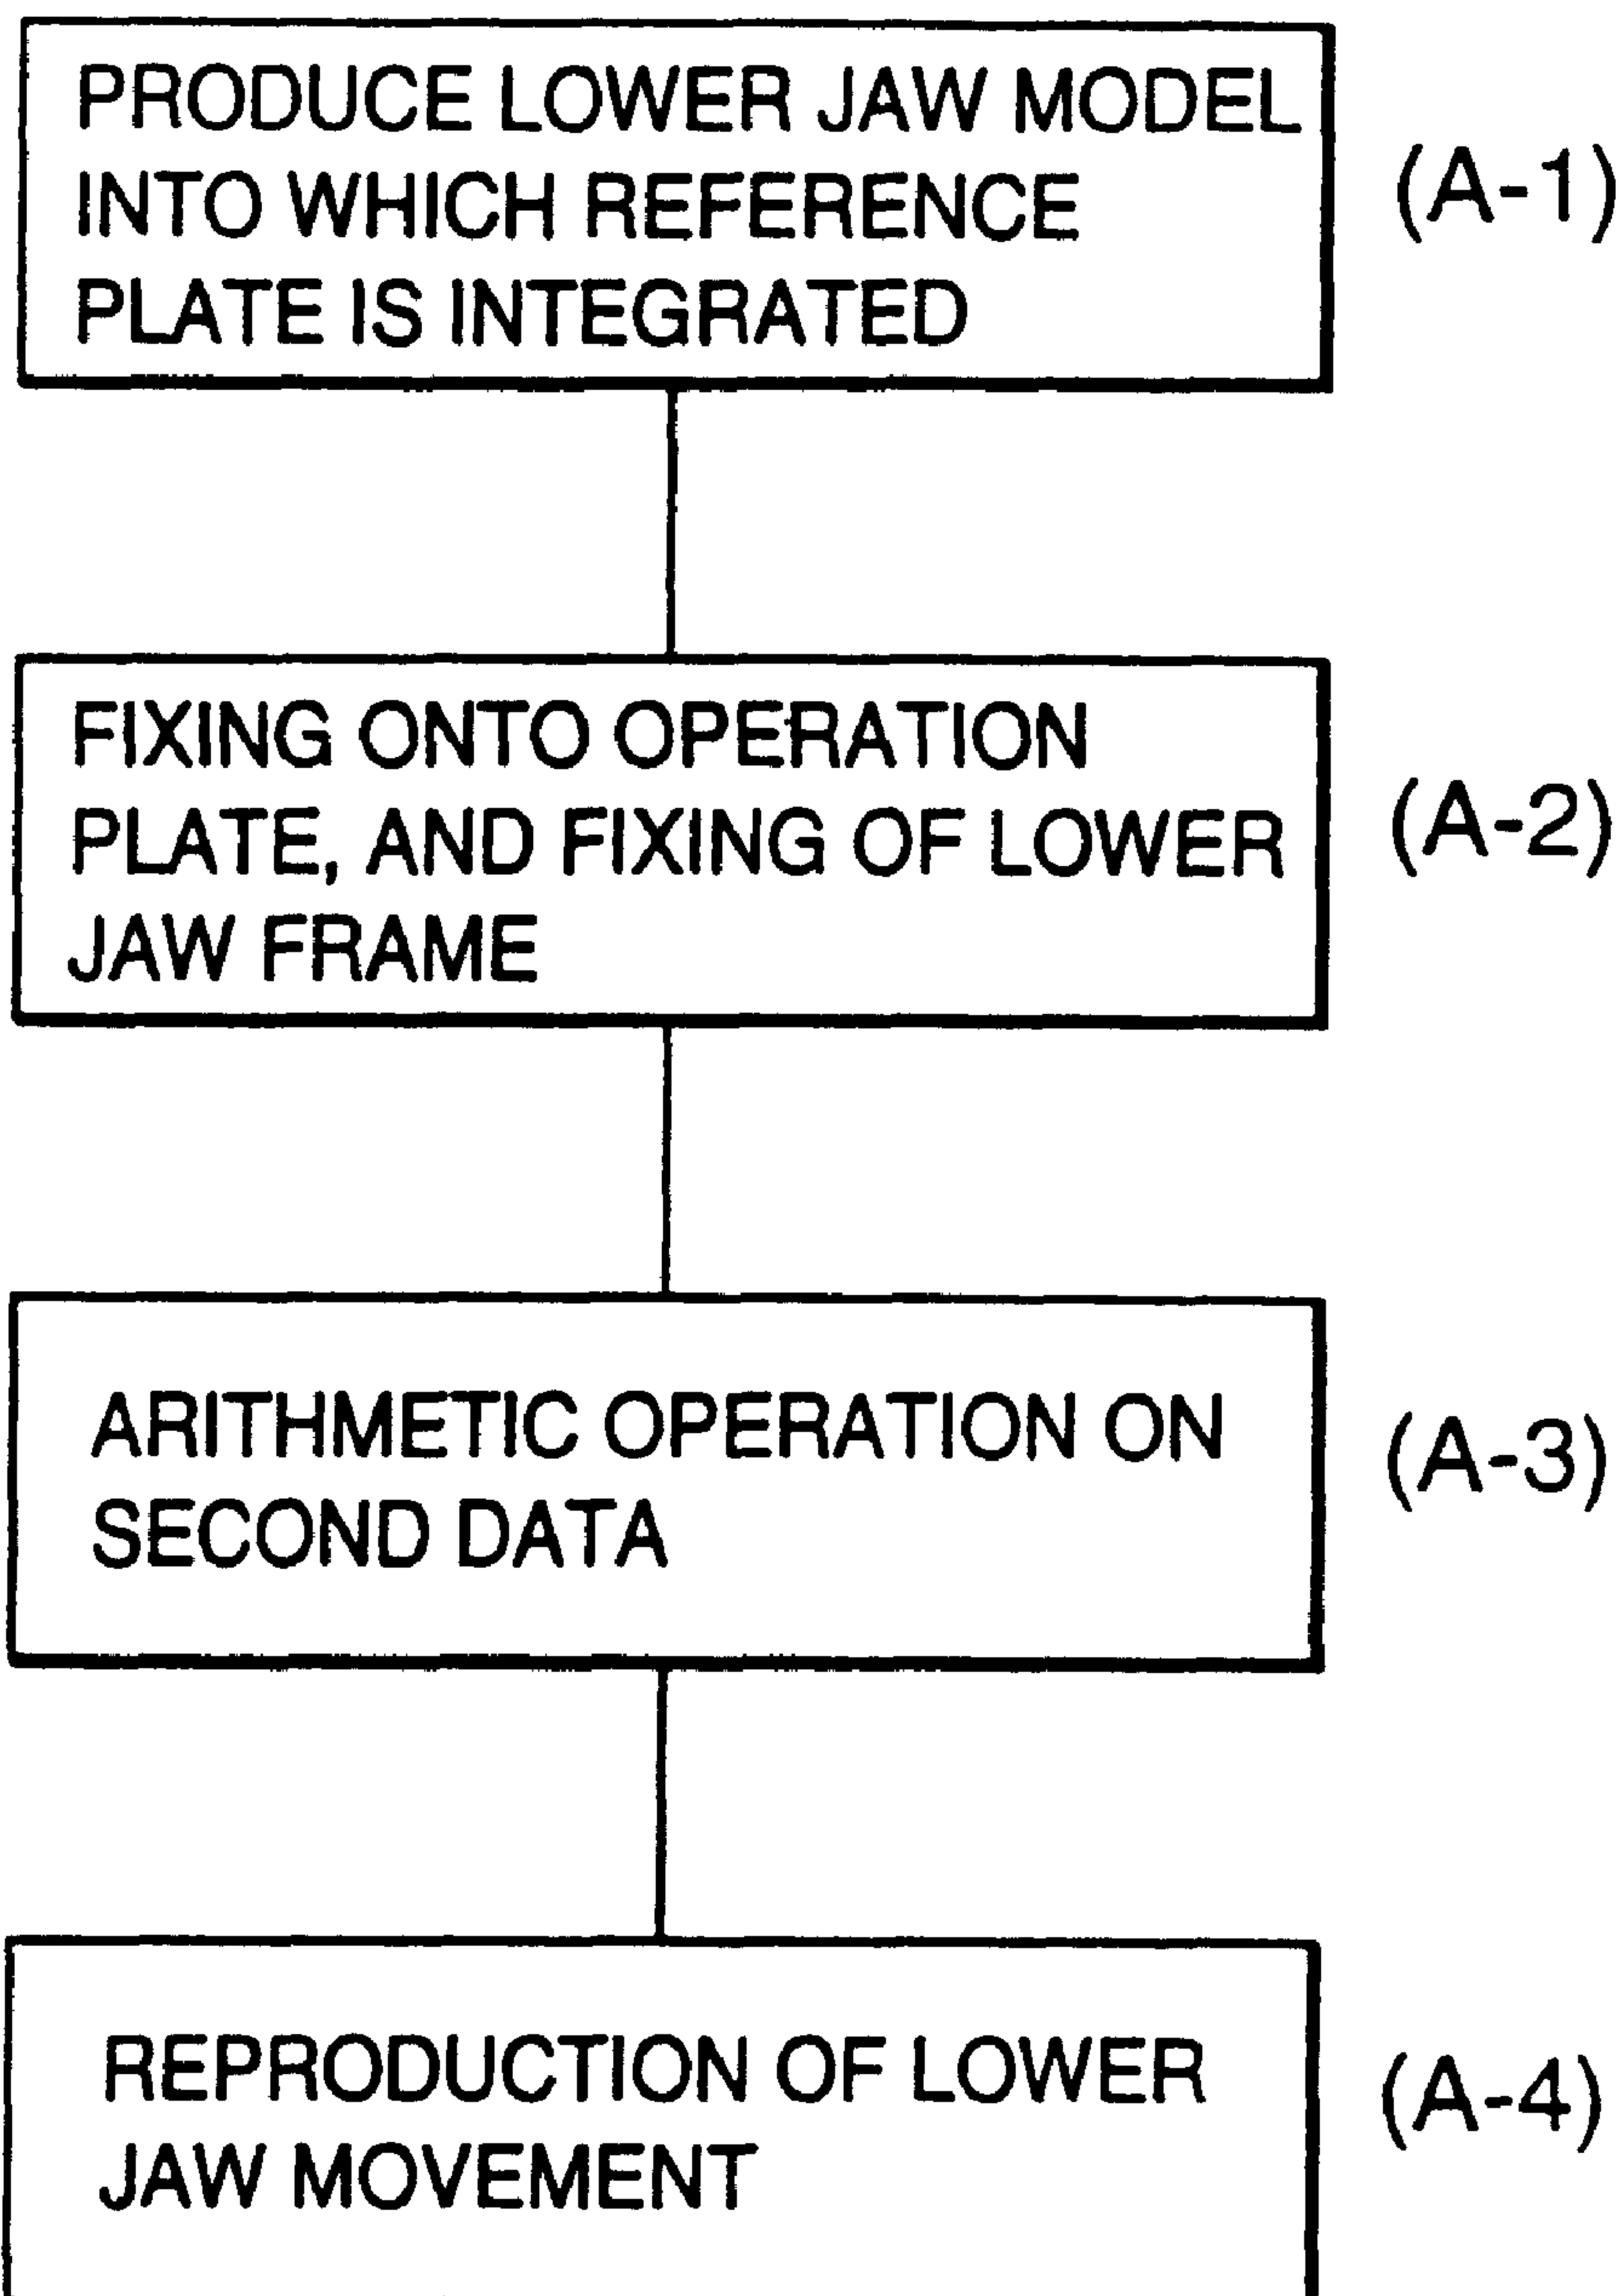 PRODUCE LOWER JAW MODEL
INTO WHICH REFERENCE
PLATE IS INTEGRATED
(A-1)
FIXING ONTO OPERATION
PLATE, AND FIXING OF LOWER
JAW FRAME
(A-2)
ARITHMETIC OPERATION ON
SECOND DATA
(A-3)
REPRODUCTION OF LOWER
JAW MOVEMENT
(A-4)